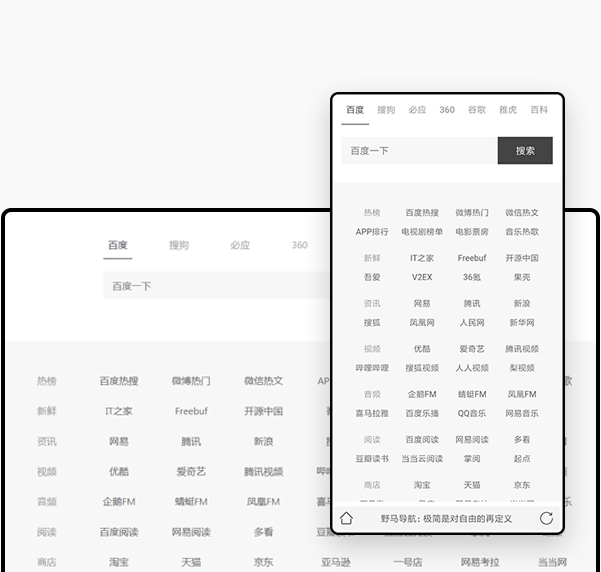 百度 搜狗 必应 360 谷歌 雅虎 百科
百度一下 搜索
热榜 百度热搜 微博热门 微信热文
APP排行 电视剧榜单 电影票房 音乐热歌
新鲜 IT之家 Freebuf 开源中国
吾爱 V2EX 36氪 果壳
资讯 网易 腾讯 新浪
搜狐 凤凰网 人民网 新华网
视频 优酷 爱奇艺 腾讯视频
哔哩哔哩 搜狐视频 人人视频 梨视频
音频 企鹅FM 蜻蜓FM 凤凰FM
喜马拉雅 百度乐播 QQ音乐 网易音乐
阅读 百度阅读 网易阅读 多看
豆瓣读书 当当云阅读 掌阅 起点
商店 淘宝 天猫 京东
野马导航:极简是对自由的再定义
百度 搜狗 必应 360
百度一下
热榜 百度热搜 微博热门 微信热文 AP
新鲜 IT之家 Freebuf 开源中国
资讯 网易 腾讯 新浪
视频 优酷 爱奇艺 腾讯视频 哔
音频 企鹅FM 蜻蜓FM 凤凰FM 喜马
阅读 百度阅读 网易阅读 多看 豆
商店 淘宝 天猫 京东 亚马逊 一号店 网易考拉 当当网